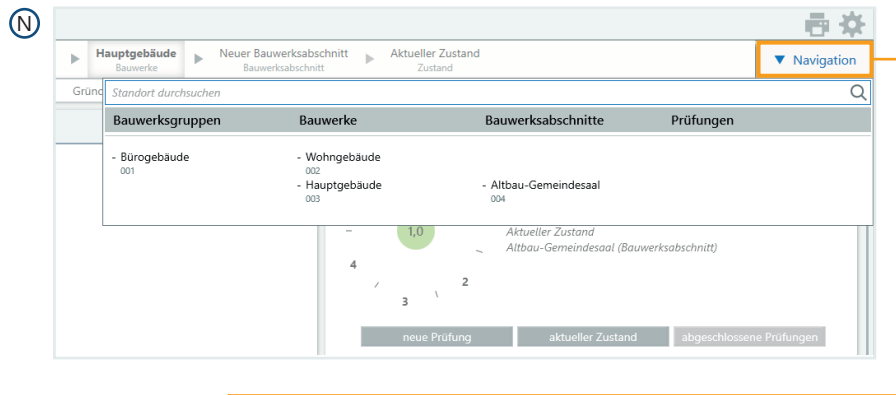 N
Hauptgebäude Neuer Bauwerksabschnitt Aktueller Zustand
Bauwerke Bauwerksabschnitt Zustand
Navigation
Standort durchsuchen
Bauwerksgruppen Bauwerke Bauwerksabschnitte Prüfungen
- Bürogebäude - Wohngebäude
001 002
- Hauptgebäude - Altbau-Gemeindesaal
003 004
1,0 Aktueller Zustand
Altbau-Gemeindesaal (Bauwerksabschnitt)
4
2
3
neue Prüfung aktueller Zustand abgeschlossene Prüfungen